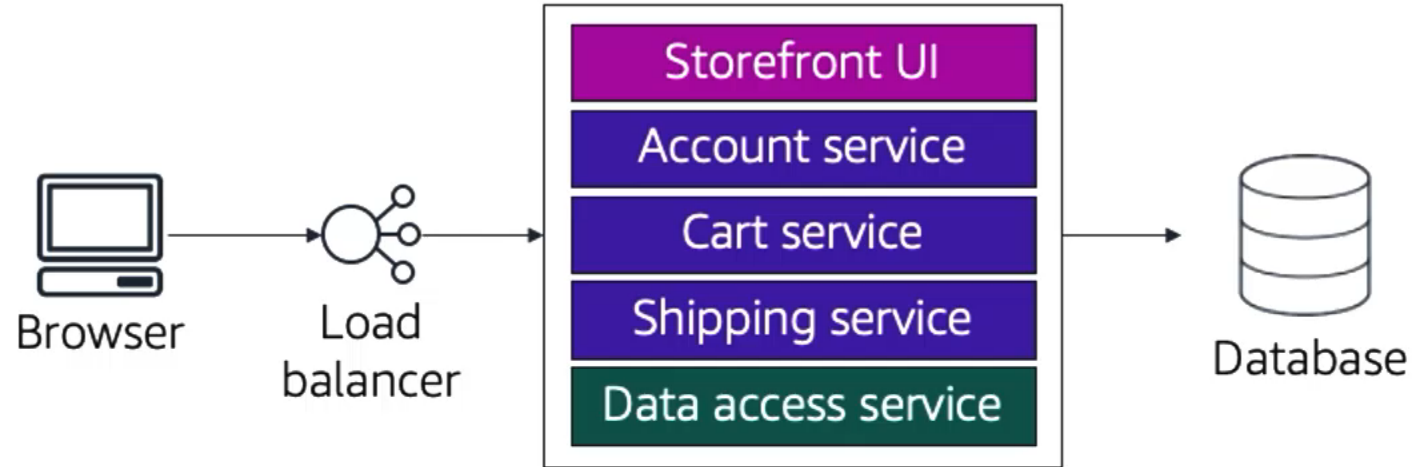 Storefront UI
Account service
Cart service
Shipping service
Data access service
Browser
Load
balancer
Database